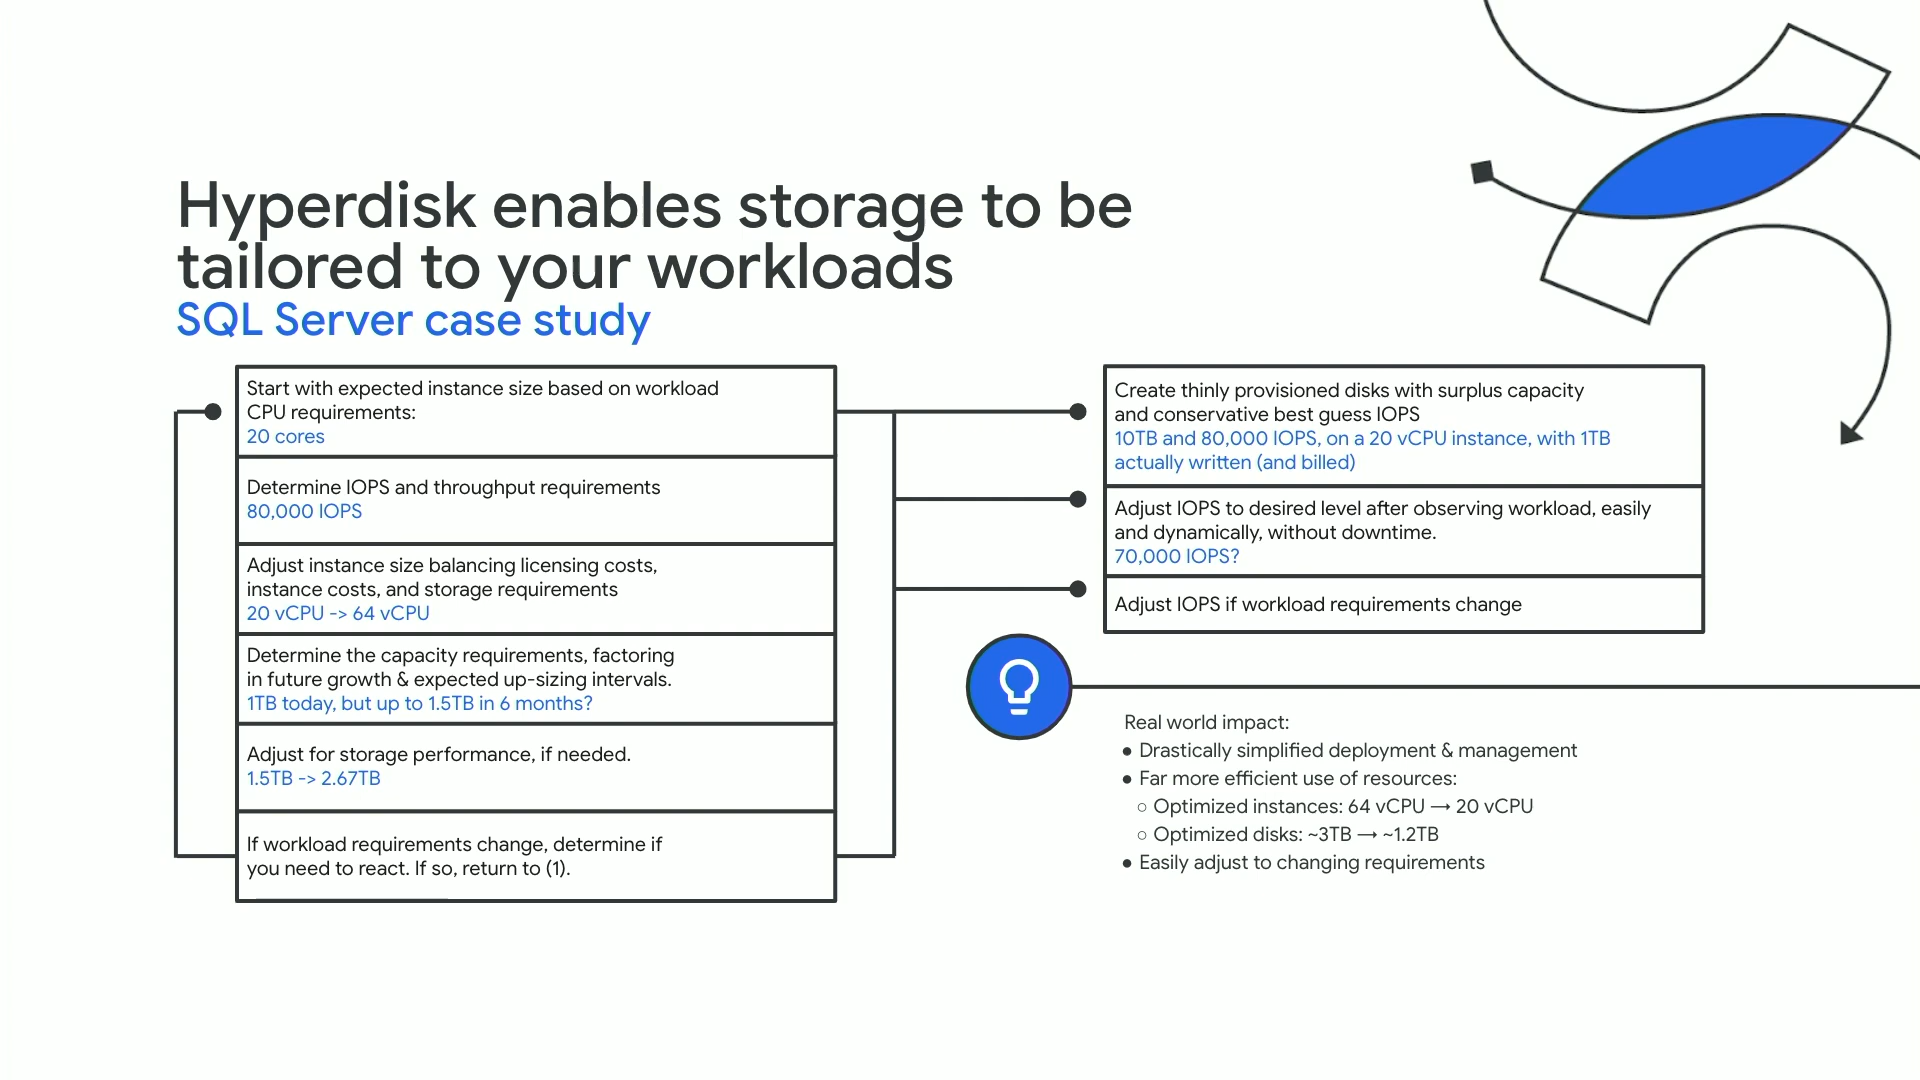 Hyperdisk enables storage to be
tailored to your workloads
SQL Server case study
Start with expected instance size based on workload
CPU requirements:
20 cores
Determine IOPS and throughput requirements
80,000 IOPS
Adjust instance size balancing licensing costs,
instance costs, and storage requirements
20 vCPU -> 64 vCPU
Determine the capacity requirements, factoring
in future growth & expected up-sizing intervals.
1TB today, but up to 1.5TB in 6 months?
Adjust for storage performance, if needed.
1.5TB -> 2.67TB
If workload requirements change, determine if
you need to react. If so, return to (1).
Create thinly provisioned disks with surplus capacity
and conservative best guess IOPS
10TB and 80,000 IOPS, on a 20 vCPU instance, with 1TB
actually written (and billed)
Adjust IOPS to desired level after observing workload, easily
and dynamically, without downtime.
70,000 IOPS?
Adjust IOPS if workload requirements change
Real world impact:
● Drastically simplified deployment & management
● Far more efficient use of resources:
○ Optimized instances: 64 vCPU → 20 vCPU
○ Optimized disks: ~3TB → ~1.2TB
● Easily adjust to changing requirements